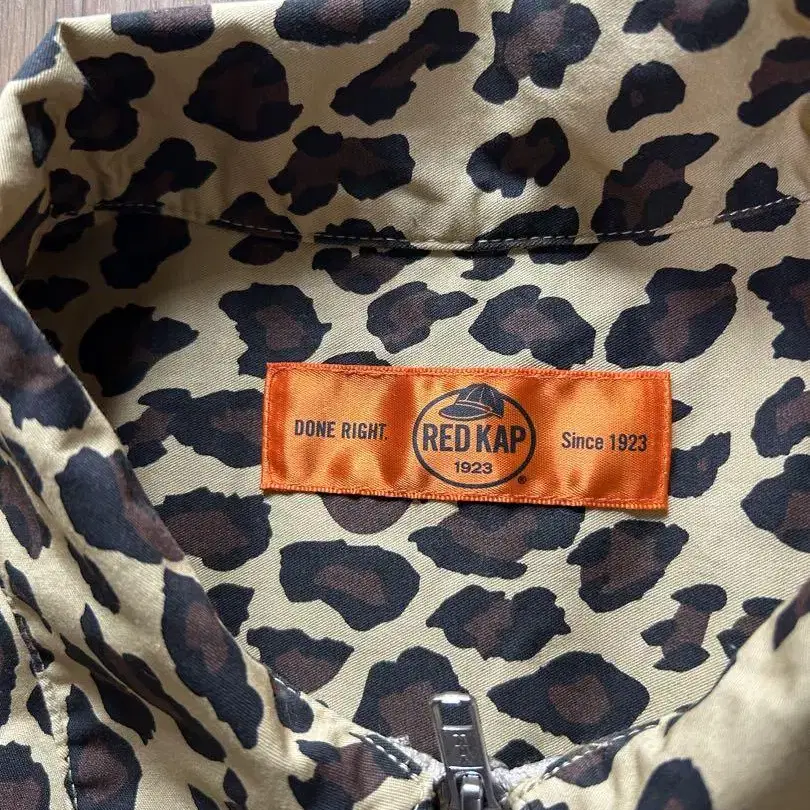 DONE RIGHT.
RED KAP
1923
®
Since 1923